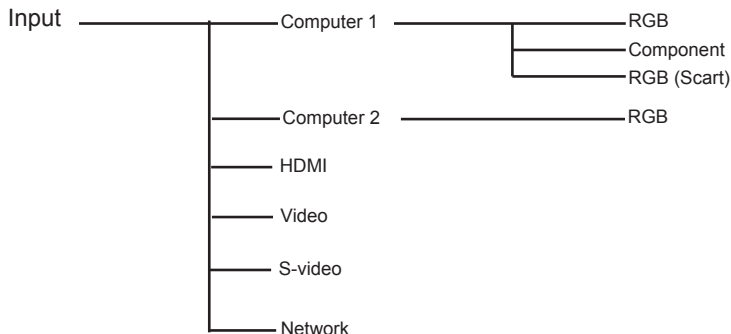 Input
Computer 1
RGB
Component
RGB (Scart)
Computer 2
RGB
HDMI
Video
S-video
Network